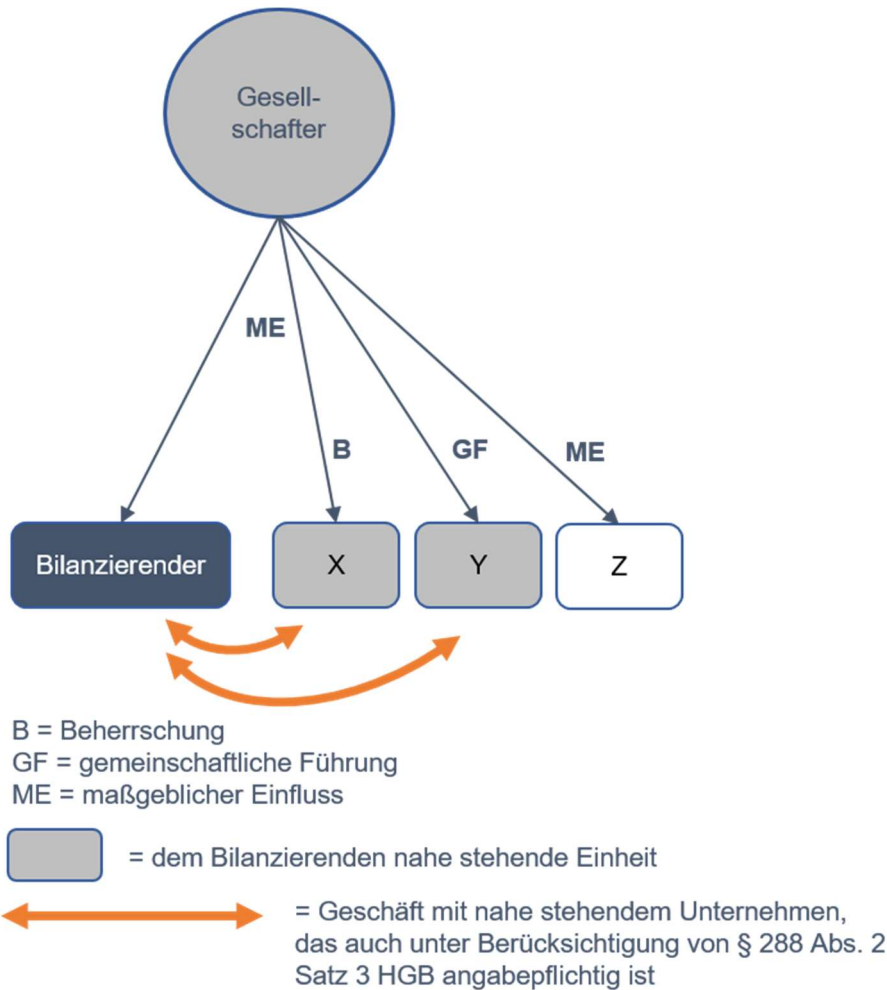 Gesell-
schafter
ME
B
GF
ME
Bilanzierender
X
Y
Z
B = Beherrschung
GF = gemeinschaftliche Führung
ME = maßgeblicher Einfluss
= dem Bilanzierenden nahe stehende Einheit
= Geschäft mit nahe stehendem Unternehmen,
das auch unter Berücksichtigung von § 288 Abs. 2
Satz 3 HGB angabepflichtig ist